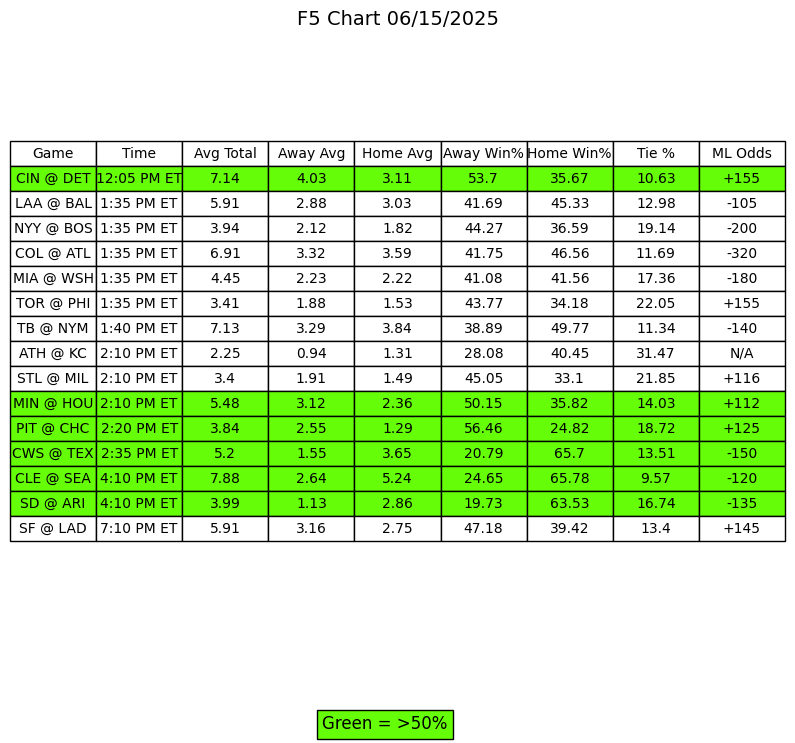 F5 Chart 06/15/2025
Game Time Avg Total Away Avg Home Avg Away Win% Home Win% Tie % ML Odds
CIN @ DET 12:05 PM ET 7.14 4.03 3.11 53.7 35.67 10.63 +155
LAA @ BAL 1:35 PM ET 5.91 2.88 3.03 41.69 45.33 12.98 -105
NYY @ BOS 1:35 PM ET 3.94 2.12 1.82 44.27 36.59 19.14 -200
COL @ ATL 1:35 PM ET 6.91 3.32 3.59 41.75 46.56 11.69 -320
MIA @ WSH 1:35 PM ET 4.45 2.23 2.22 41.08 41.56 17.36 -180
TOR @ PHI 1:35 PM ET 3.41 1.88 1.53 43.77 34.18 22.05 +155
TB @ NYM 1:40 PM ET 7.13 3.29 3.84 38.89 49.77 11.34 -140
ATH @ KC 2:10 PM ET 2.25 0.94 1.31 28.08 40.45 31.47 N/A
STL @ MIL 2:10 PM ET 3.4 1.91 1.49 45.05 33.1 21.85 +116
MIN @ HOU 2:10 PM ET 5.48 3.12 2.36 50.15 35.82 14.03 +112
PIT @ CHC 2:20 PM ET 3.84 2.55 1.29 56.46 24.82 18.72 +125
CWS @ TEX 2:35 PM ET 5.2 1.55 3.65 20.79 65.7 13.51 -150
CLE @ SEA 4:10 PM ET 7.88 2.64 5.24 24.65 65.78 9.57 -120
SD @ ARI 4:10 PM ET 3.99 1.13 2.86 19.73 63.53 16.74 -135
SF @ LAD 7:10 PM ET 5.91 3.16 2.75 47.18 39.42 13.4 +145
Green = >50%